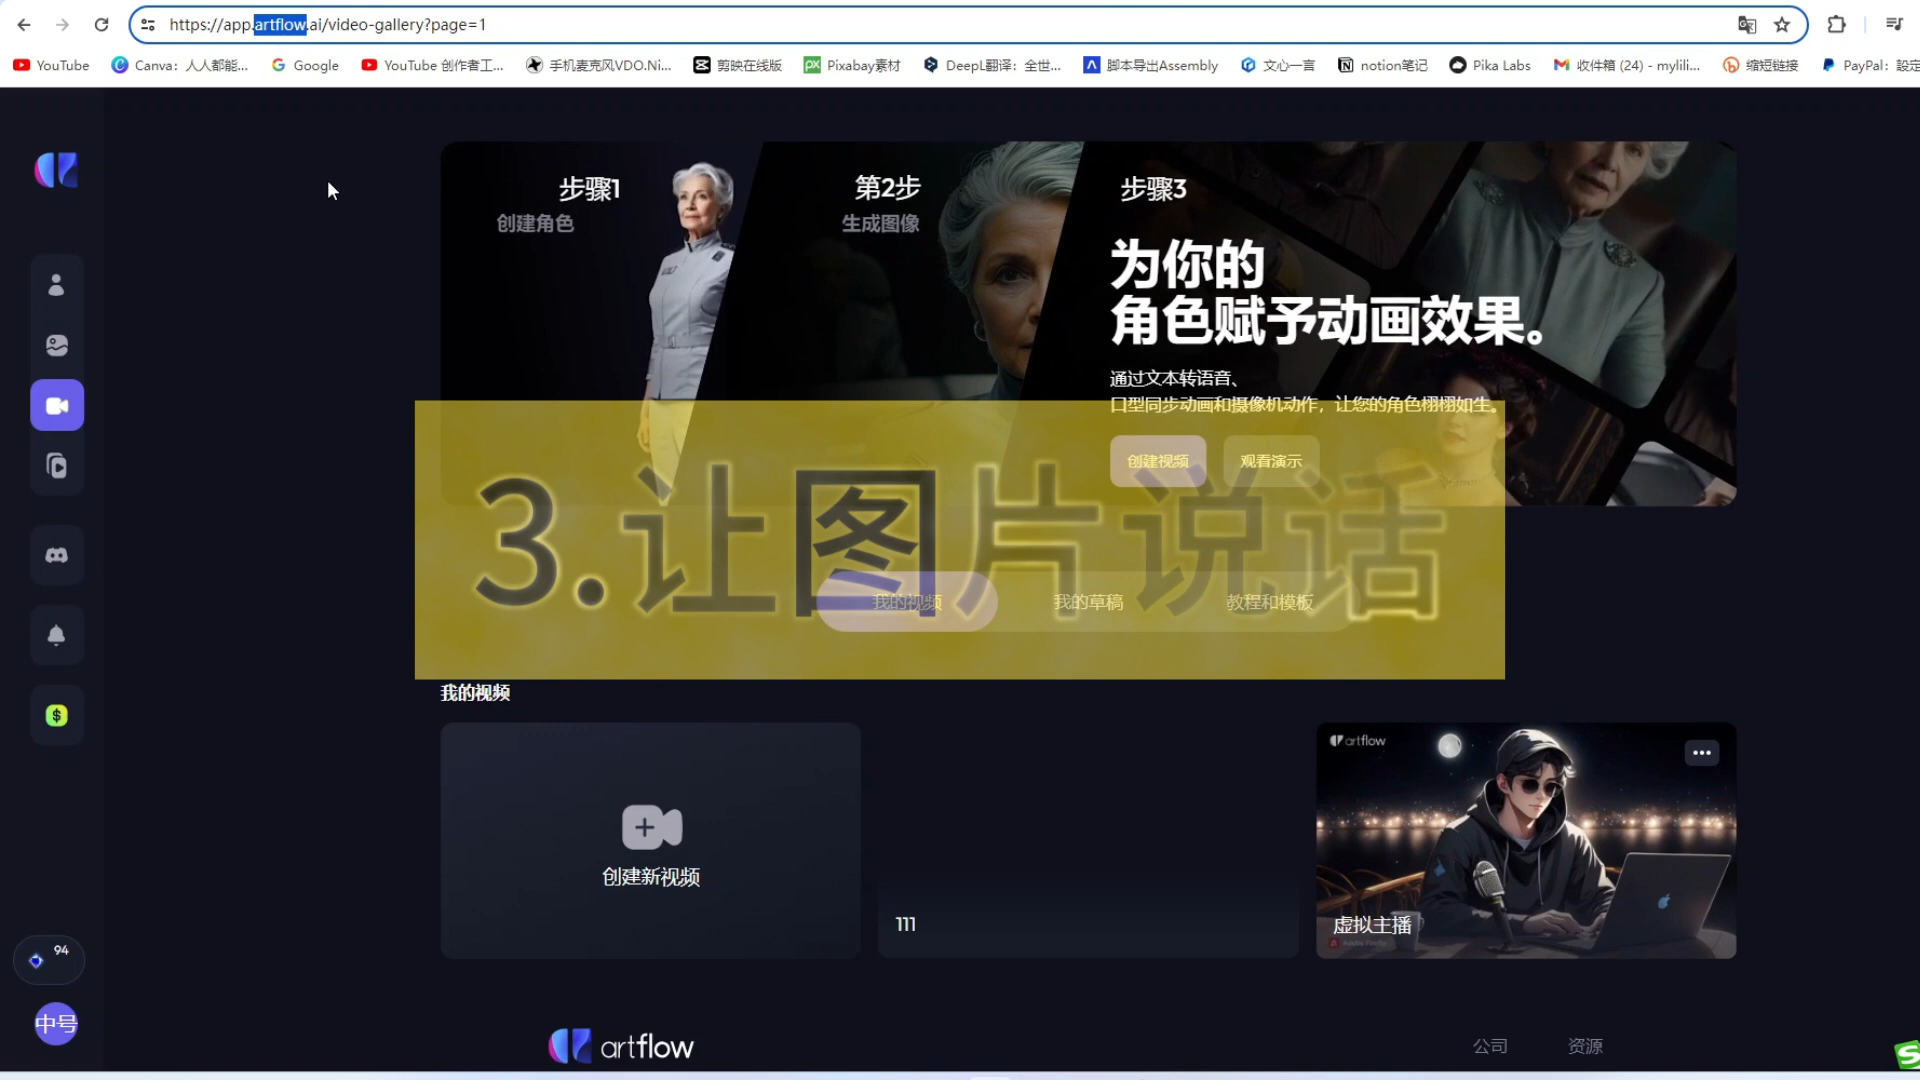 https://app.artflow.ai/video-gallery?page=1
YouTube
Canva：人人都能...
Google
YouTube 创作者工...
手机麦克风VDO.Ni...
剪映在线版
Pixabay素材
DeepL翻译：全世...
脚本导出Assembly
文心一言
notion笔记
Pika Labs
收件箱 (24) - mylili...
缩短链接
PayPal：設定
步骤1
创建角色
第2步
生成图像
步骤3
为你的
角色赋予动画效果。
通过文本转语音、
口型同步动画和摄像机动作，让您的角色栩栩如生。
创建视频
观看演示
3.让图片说话
我的视频
我的草稿
教程和模板
我的视频
创建新视频
111
artflow
虚拟主播
Adobe Firefly
94
中号
artflow
公司
资源